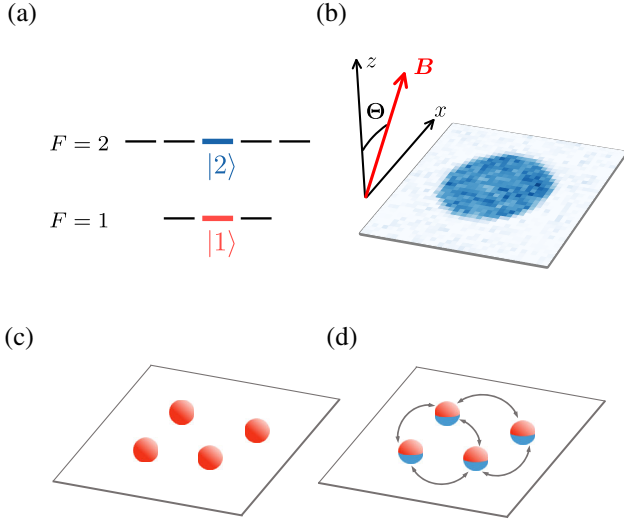 (a)
F = 2
|2⟩
F = 1
|1⟩
(b)
z
B
Θ
x
(c)
(d)